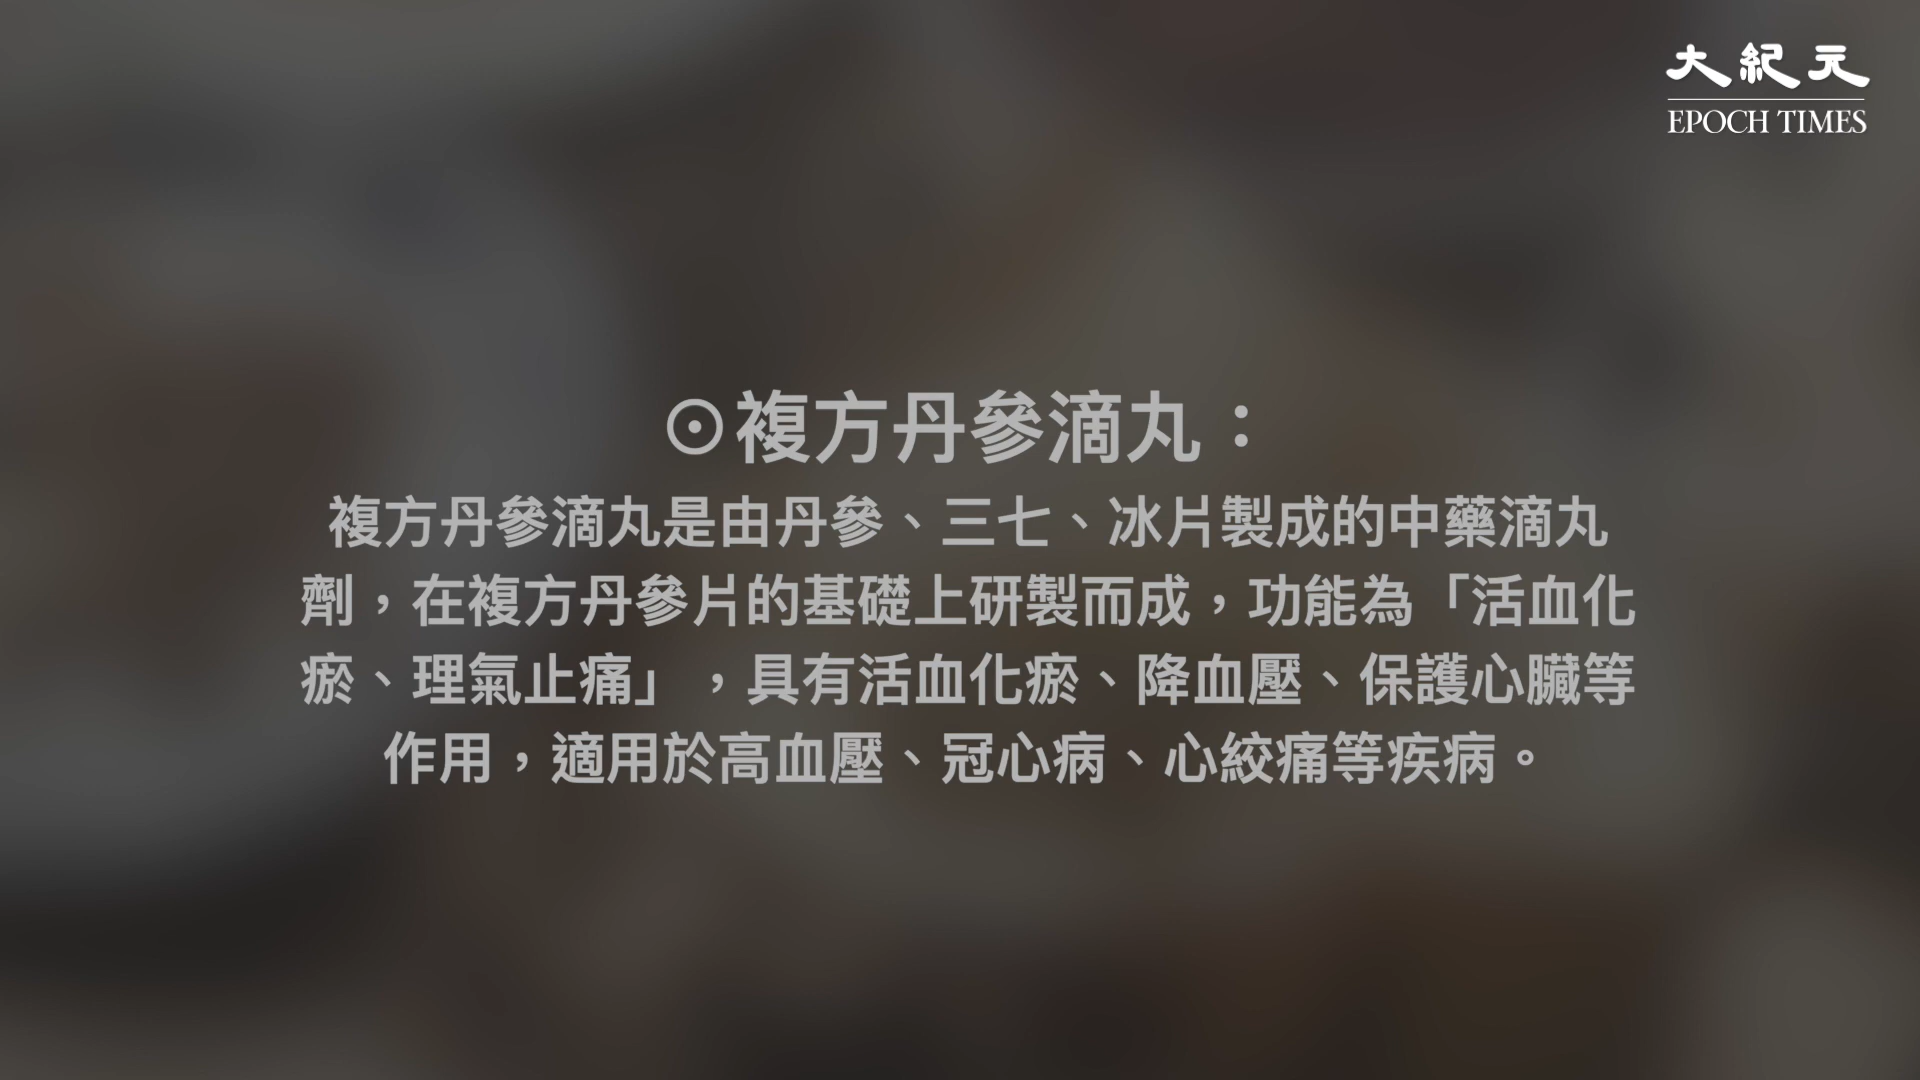 大紀元
EPOCH TIMES
⊙複方丹參滴丸：
複方丹參滴丸是由丹參、三七、冰片製成的中藥滴丸
劑，在複方丹參片的基礎上研製而成，功能為「活血化
瘀、理氣止痛」，具有活血化瘀、降血壓、保護心臟等
作用，適用於高血壓、冠心病、心絞痛等疾病。